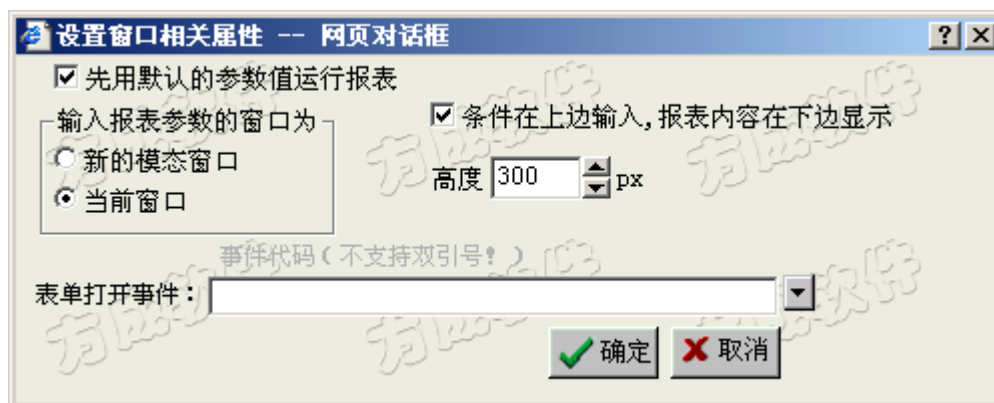 设置窗口相关属性 -- 网页对话框
先用默认的参数值运行报表
输入报表参数的窗口为
条件在上边输入,报表内容在下边显示
新的模态窗口
高度 300 px
当前窗口
事件代码(不支持双引号!)
表单打开事件:
确定 取消